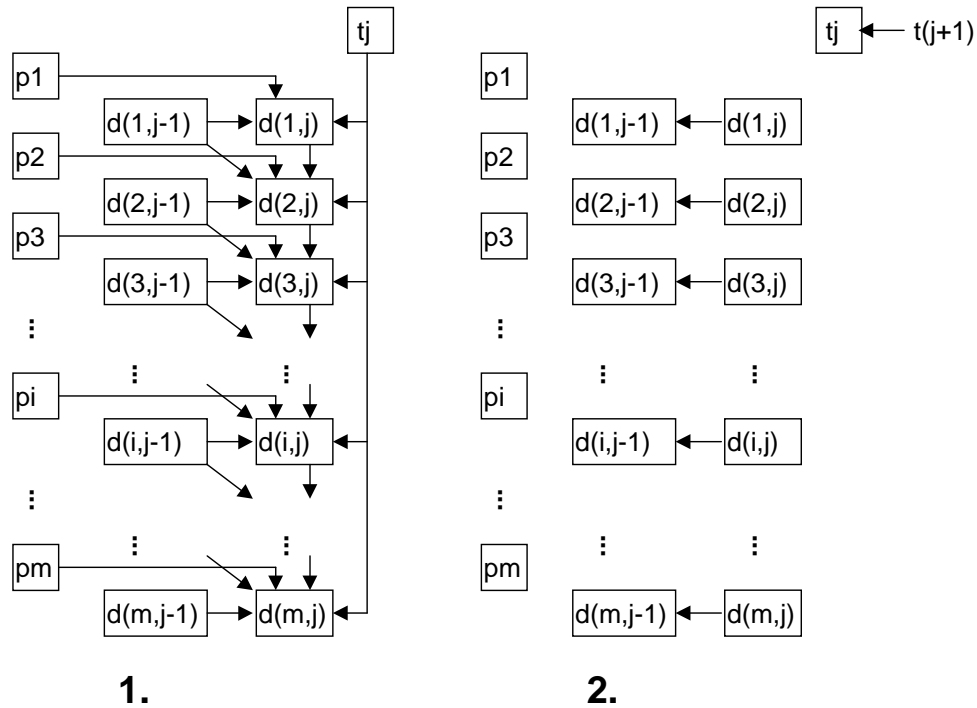 tj
p1
d(1,j-1) d(1,j)
p2
d(2,j-1) d(2,j)
p3
d(3,j-1) d(3,j)
...
... ...
pi
d(i,j-1) d(i,j)
...
... ...
pm
d(m,j-1) d(m,j)
1.
tj t(j+1)
p1
d(1,j-1) d(1,j)
p2
d(2,j-1) d(2,j)
p3
d(3,j-1) d(3,j)
...
... ...
pi
d(i,j-1) d(i,j)
...
... ...
pm
d(m,j-1) d(m,j)
2.